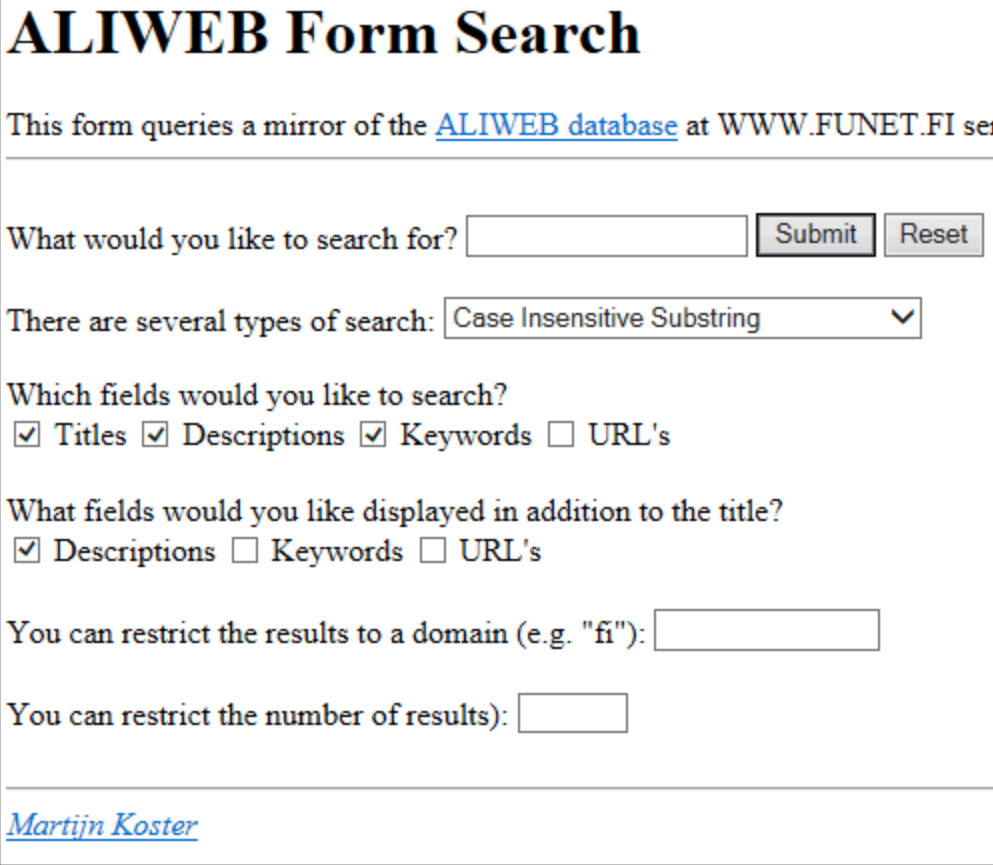 ALIWEB Form Search
This form queries a mirror of the ALIWEB database at WWW.FUNET.FI
What would you like to search for? Submit Reset
There are several types of search: Case Insensitive Substring
Which fields would you like to search?
Titles Descriptions Keywords URL's
What fields would you like displayed in addition to the title?
Descriptions Keywords URL's
You can restrict the results to a domain (e.g. "fi"):
You can restrict the number of results):
Martijn Koster